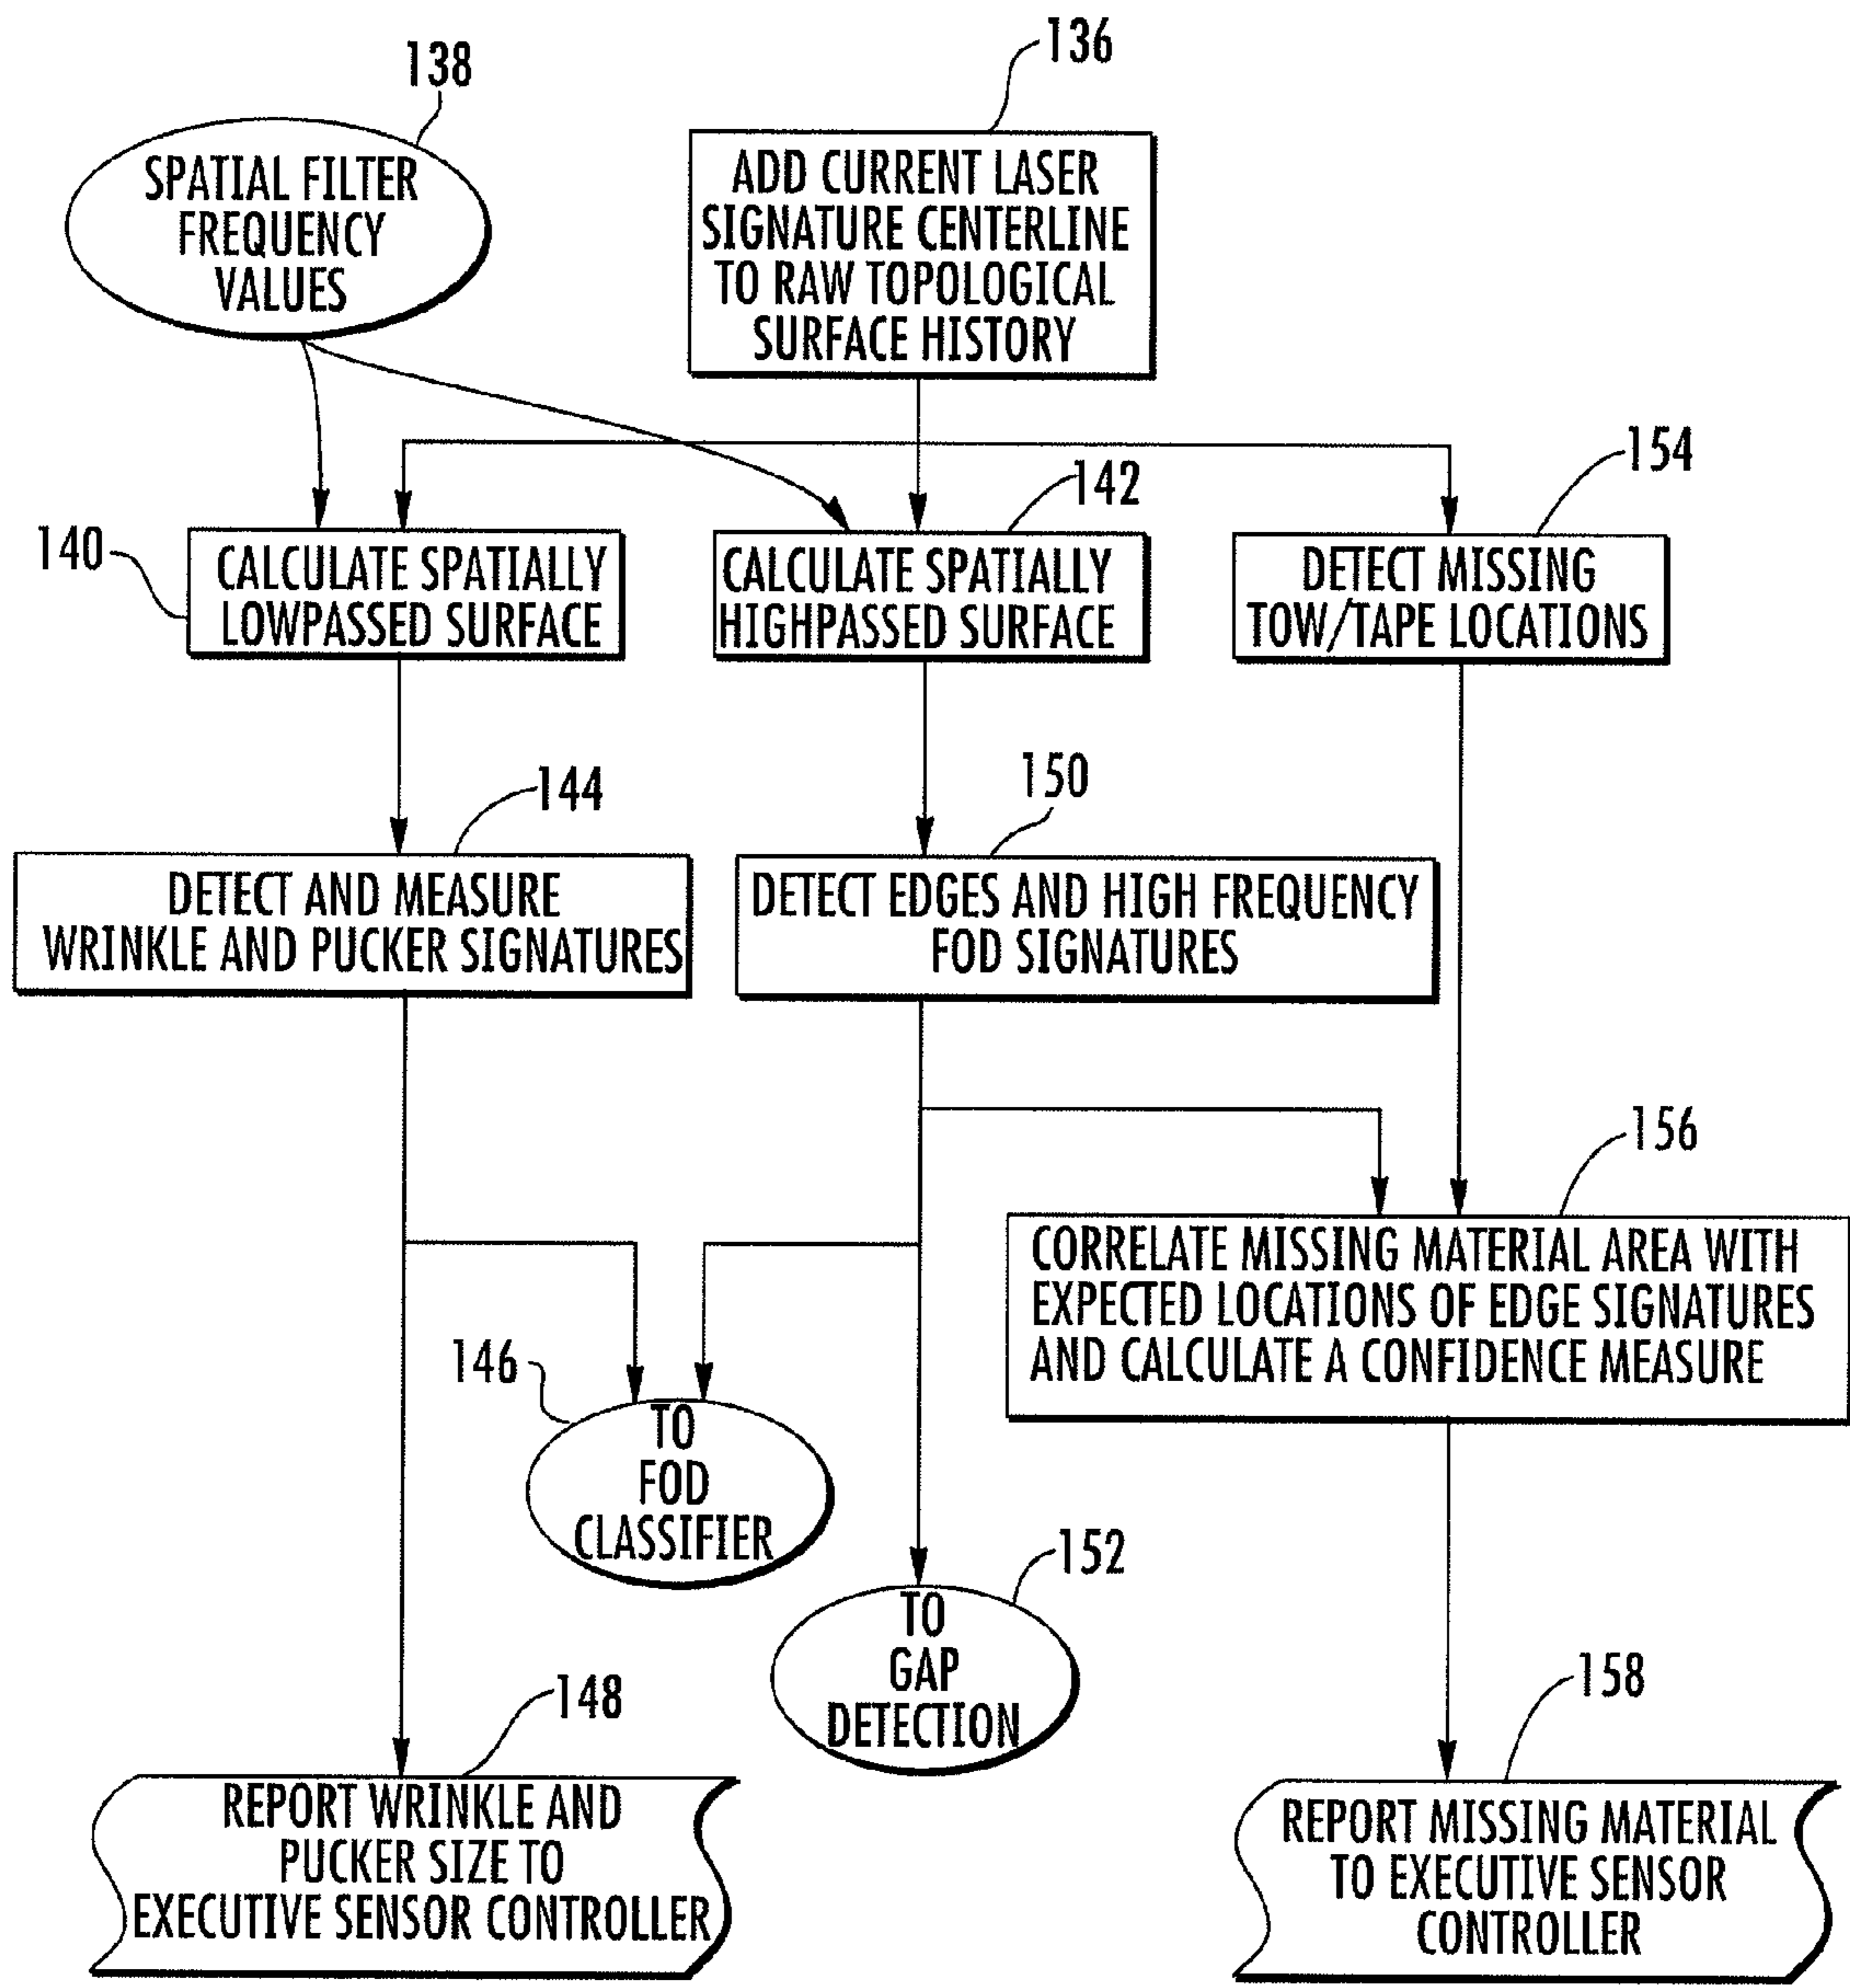 138
136
SPATIAL FILTER
FREQUENCY
VALUES
ADD CURRENT LASER
SIGNATURE CENTERLINE
TO RAW TOPOLOGICAL
SURFACE HISTORY
140
142
154
CALCULATE SPATIALLY
LOWPASSED SURFACE
CALCULATE SPATIALLY
HIGHPASSED SURFACE
DETECT MISSING
TOW/TAPE LOCATIONS
144
150
DETECT AND MEASURE
WRINKLE AND PUCKER SIGNATURES
DETECT EDGES AND HIGH FREQUENCY
FOD SIGNATURES
156
CORRELATE MISSING MATERIAL AREA WITH
EXPECTED LOCATIONS OF EDGE SIGNATURES
AND CALCULATE A CONFIDENCE MEASURE
146
TO
FOD
CLASSIFIER
152
TO
GAP
DETECTION
148
158
REPORT WRINKLE AND
PUCKER SIZE TO
EXECUTIVE SENSOR CONTROLLER
REPORT MISSING MATERIAL
TO EXECUTIVE SENSOR
CONTROLLER